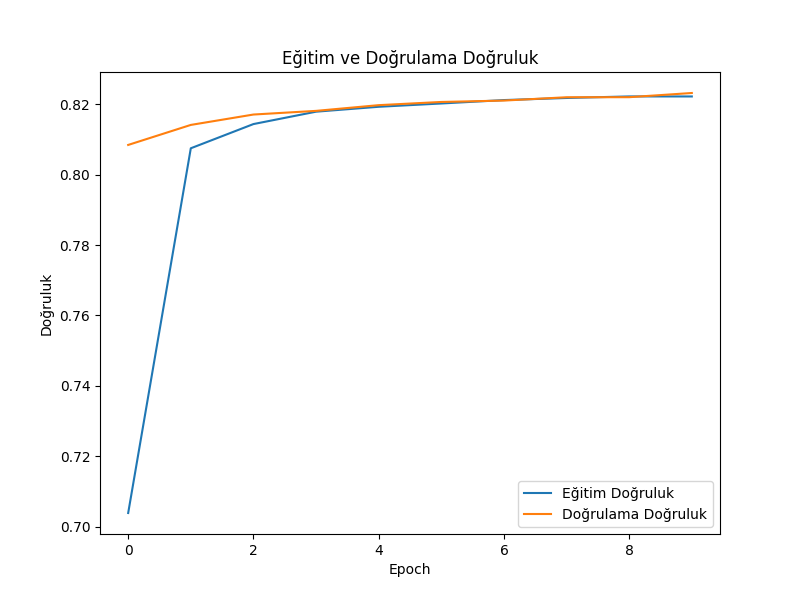 Eğitim ve Doğrulama Doğruluk
Doğruluk
0.82
0.80
0.78
0.76
0.74
0.72
0.70
0 2 4 6 8
Epoch
Eğitim Doğruluk
Doğrulama Doğruluk